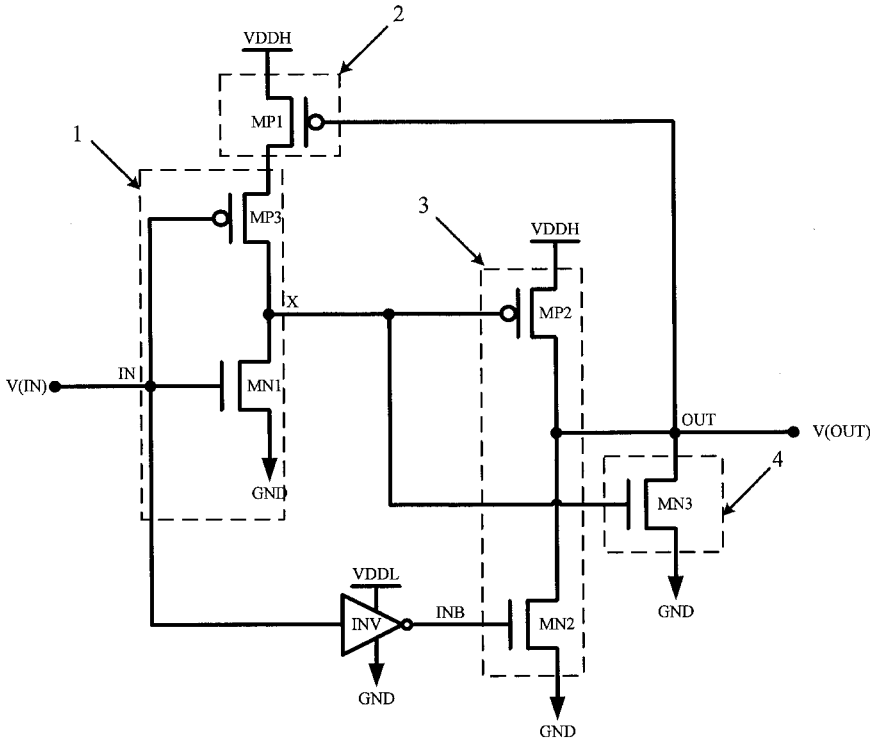 2
VDDH
MP1
1
MP3
3
VDDH
X
MP2
IN
V(IN)
MN1
OUT
V(OUT)
4
GND
MN3
VDDL
INV
INB
MN2
GND
GND
GND